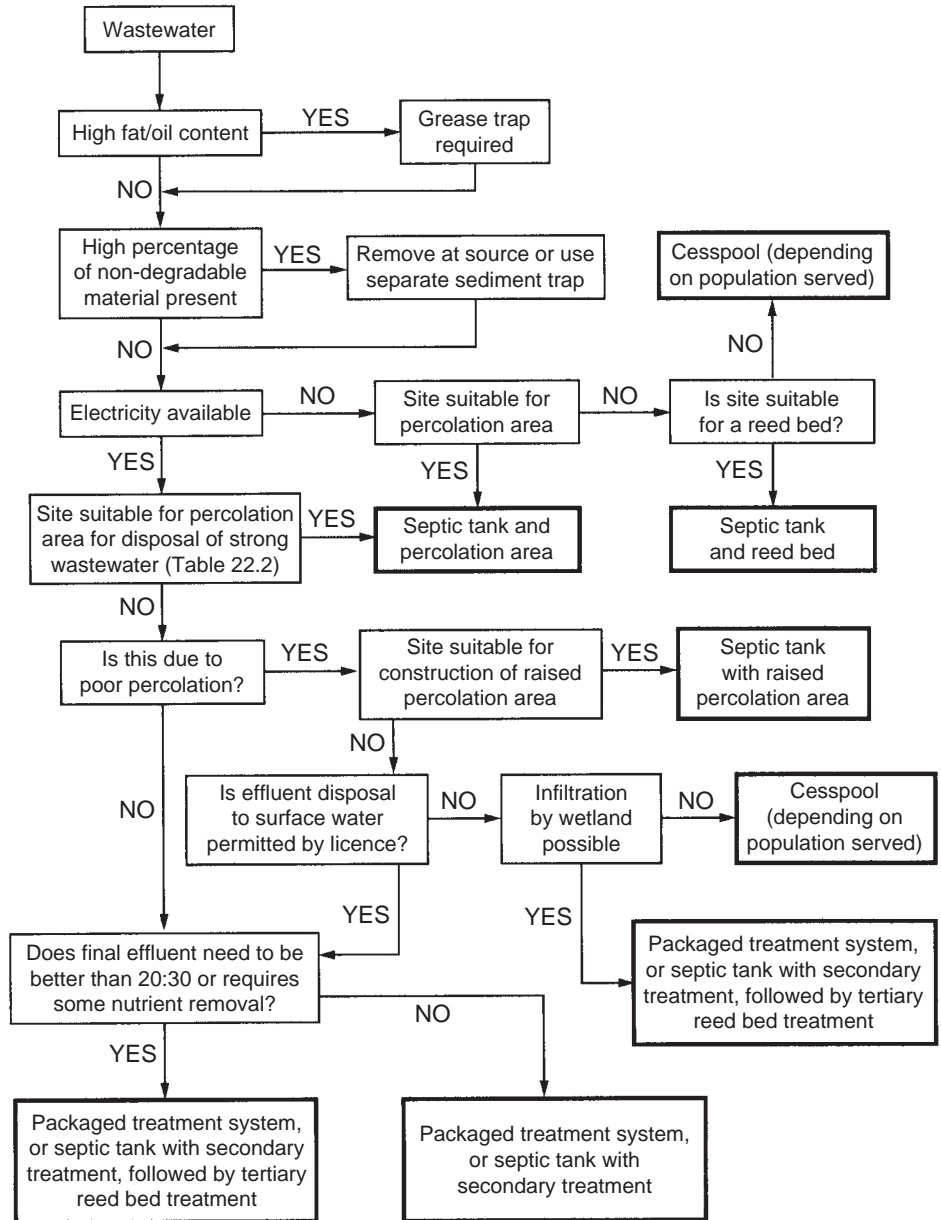 Wastewater
High fat/oil content
YES
Grease trap
required
NO
High percentage
of non-degradable
material present
YES
Remove at source or use
separate sediment trap
Cesspool (depending
on population served)
NO
NO
Electricity available
NO
Site suitable for
percolation area
NO
Is site suitable
for a reed bed?
YES
YES
YES
Site suitable for percolation
area for disposal of strong
wastewater (Table 22.2)
YES
Septic tank and
percolation area
Septic tank
and reed bed
NO
Is this due to
poor percolation?
YES
Site suitable for
construction of raised
percolation area
YES
Septic tank
with raised
percolation area
NO
NO
Is effluent disposal
to surface water
permitted by licence?
NO
Infiltration
by wetland
possible
NO
Cesspool
(depending on
population served)
YES
YES
Does final effluent need to be
better than 20:30 or requires
some nutrient removal?
Packaged treatment system,
or septic tank with secondary
treatment, followed by tertiary
reed bed treatment
NO
YES
Packaged treatment system,
or septic tank with secondary
treatment, followed by tertiary
reed bed treatment
Packaged treatment system,
or septic tank with
secondary treatment